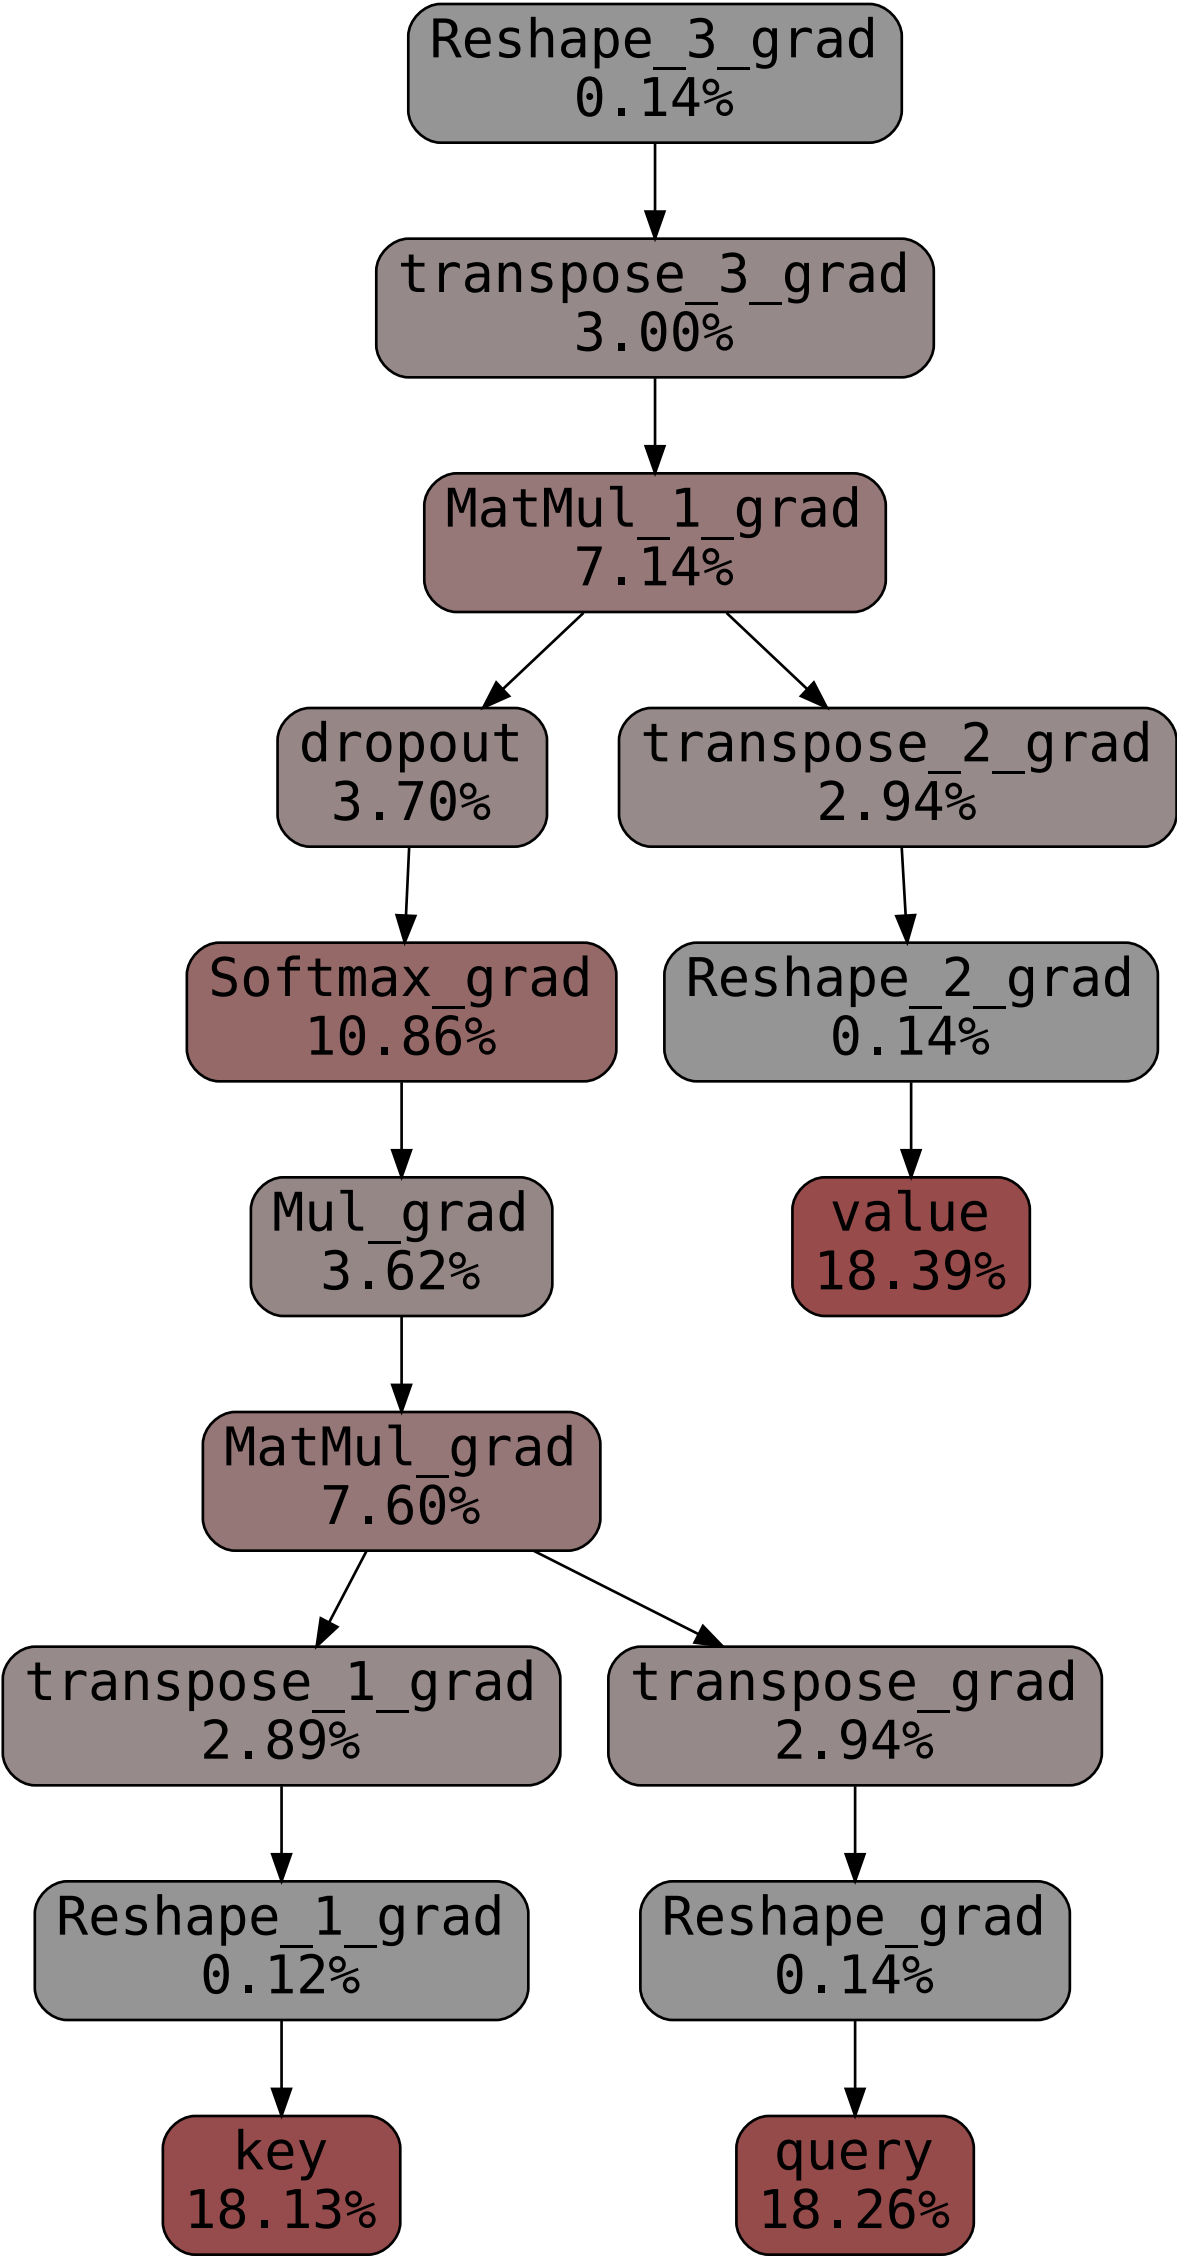 Reshape_3_grad
0.14%
transpose_3_grad
3.00%
MatMul_1_grad
7.14%
dropout
3.70%
transpose_2_grad
2.94%
Softmax_grad
10.86%
Reshape_2_grad
0.14%
Mul_grad
3.62%
value
18.39%
MatMul_grad
7.60%
transpose_1_grad
2.89%
transpose_grad
2.94%
Reshape_1_grad
0.12%
Reshape_grad
0.14%
key
18.13%
query
18.26%